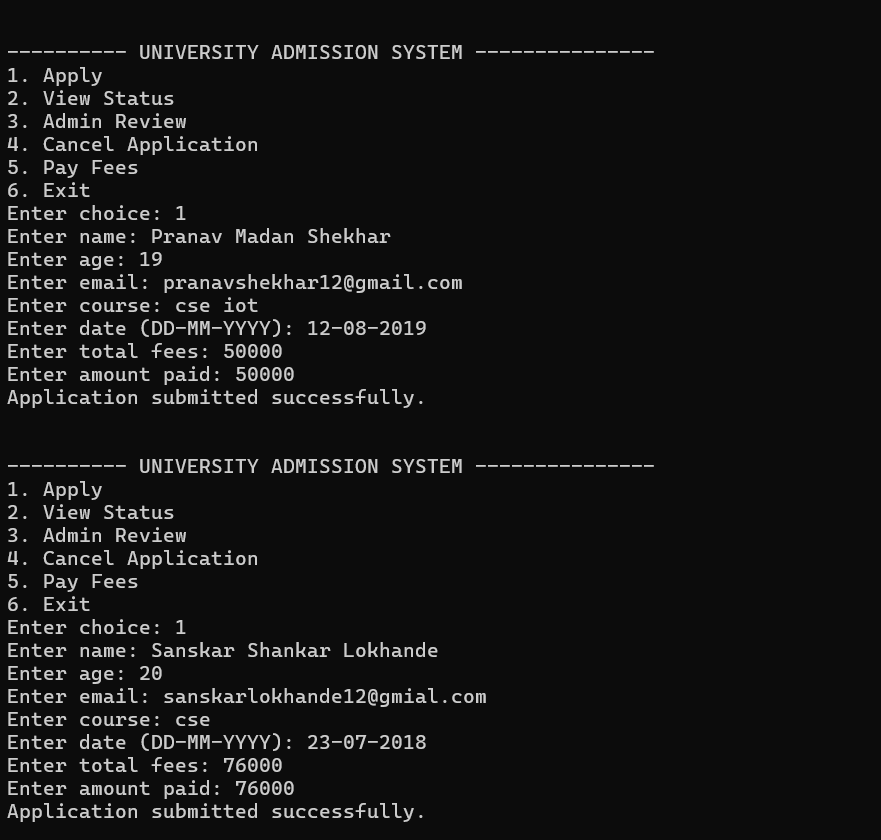 ---------- UNIVERSITY ADMISSION SYSTEM ---------------
1. Apply
2. View Status
3. Admin Review
4. Cancel Application
5. Pay Fees
6. Exit
Enter choice: 1
Enter name: Pranav Madan Shekhar
Enter age: 19
Enter email: pranavshekhar12@gmail.com
Enter course: cse iot
Enter date (DD-MM-YYYY): 12-08-2019
Enter total fees: 50000
Enter amount paid: 50000
Application submitted successfully.
---------- UNIVERSITY ADMISSION SYSTEM ---------------
1. Apply
2. View Status
3. Admin Review
4. Cancel Application
5. Pay Fees
6. Exit
Enter choice: 1
Enter name: Sanskar Shankar Lokhande
Enter age: 20
Enter email: sanskarlokhande12@gmial.com
Enter course: cse
Enter date (DD-MM-YYYY): 23-07-2018
Enter total fees: 76000
Enter amount paid: 76000
Application submitted successfully.